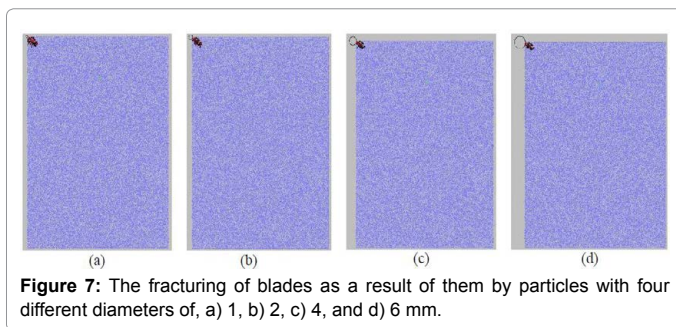 (a) (b) (c) (d)
Figure 7: The fracturing of blades as a result of them by particles with four
different diameters of, a) 1, b) 2, c) 4, and d) 6 mm.